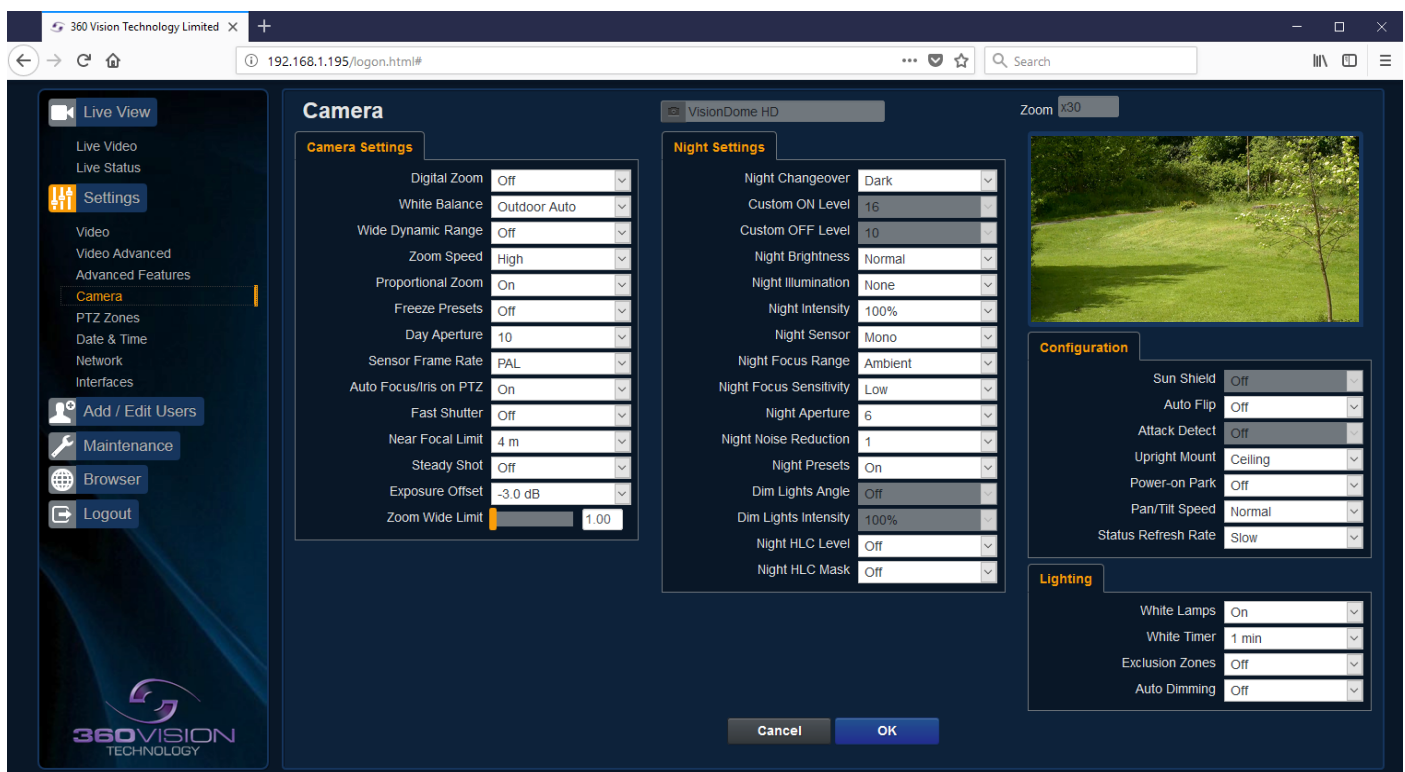 360 Vision Technology Limited
192.168.1.195/logon.html#
Search
Live View
Live Video
Live Status
Settings
Video
Video Advanced
Advanced Features
Camera
PTZ Zones
Date & Time
Network
Interfaces
Add / Edit Users
Maintenance
Browser
Logout
360VISION
TECHNOLOGY
Camera
VisionDome HD
Zoom x30
Camera Settings
Digital Zoom Off
White Balance Outdoor Auto
Wide Dynamic Range Off
Zoom Speed High
Proportional Zoom On
Freeze Presets Off
Day Aperture 10
Sensor Frame Rate PAL
Auto Focus/Iris on PTZ On
Fast Shutter Off
Near Focal Limit 4 m
Steady Shot Off
Exposure Offset -3.0 dB
Zoom Wide Limit 1.00
Night Settings
Night Changeover Dark
Custom ON Level 16
Custom OFF Level 10
Night Brightness Normal
Night Illumination None
Night Intensity 100%
Night Sensor Mono
Night Focus Range Ambient
Night Focus Sensitivity Low
Night Aperture 6
Night Noise Reduction 1
Night Presets On
Dim Lights Angle Off
Dim Lights Intensity 100%
Night HLC Level Off
Night HLC Mask Off
Configuration
Sun Shield Off
Auto Flip Off
Attack Detect Off
Upright Mount Ceiling
Power-on Park Off
Pan/Tilt Speed Normal
Status Refresh Rate Slow
Lighting
White Lamps On
White Timer 1 min
Exclusion Zones Off
Auto Dimming Off
Cancel
OK